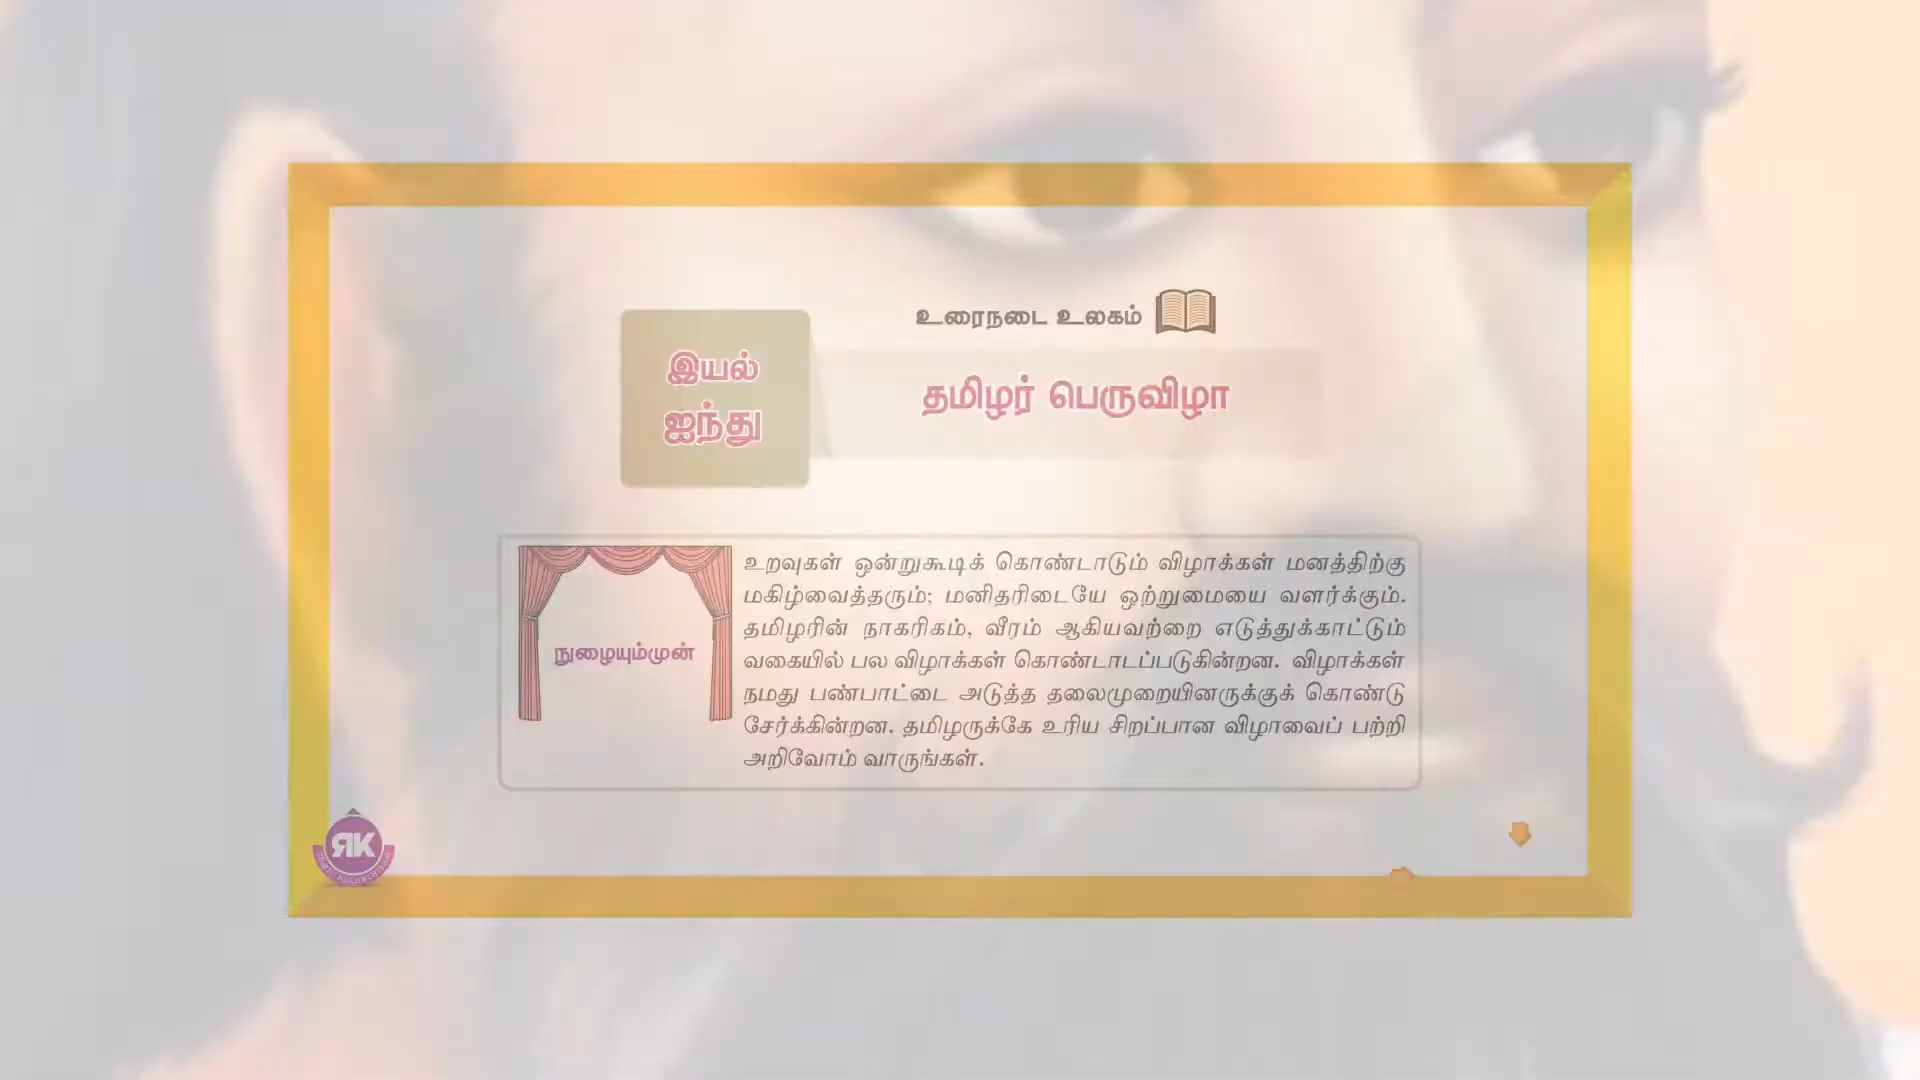 உரைநடை உலகம்
இயல்
ஐந்து
தமிழர் பெருவிழா
நுழையும்முன்
உறவுகள் ஒன்றுகூடிக் கொண்டாடும் விழாக்கள் மனத்திற்கு
மகிழ்வைத்தரும்; மனிதரிடையே ஒற்றுமையை வளர்க்கும்.
தமிழரின் நாகரிகம், வீரம் ஆகியவற்றை எடுத்துக்காட்டும்
வகையில் பல விழாக்கள் கொண்டாடப்படுகின்றன. விழாக்கள்
நமது பண்பாட்டை அடுத்த தலைமுறையினருக்குக் கொண்டு
சேர்க்கின்றன. தமிழருக்கே உரிய சிறப்பான விழாவைப் பற்றி
அறிவோம் வாருங்கள்.
RK